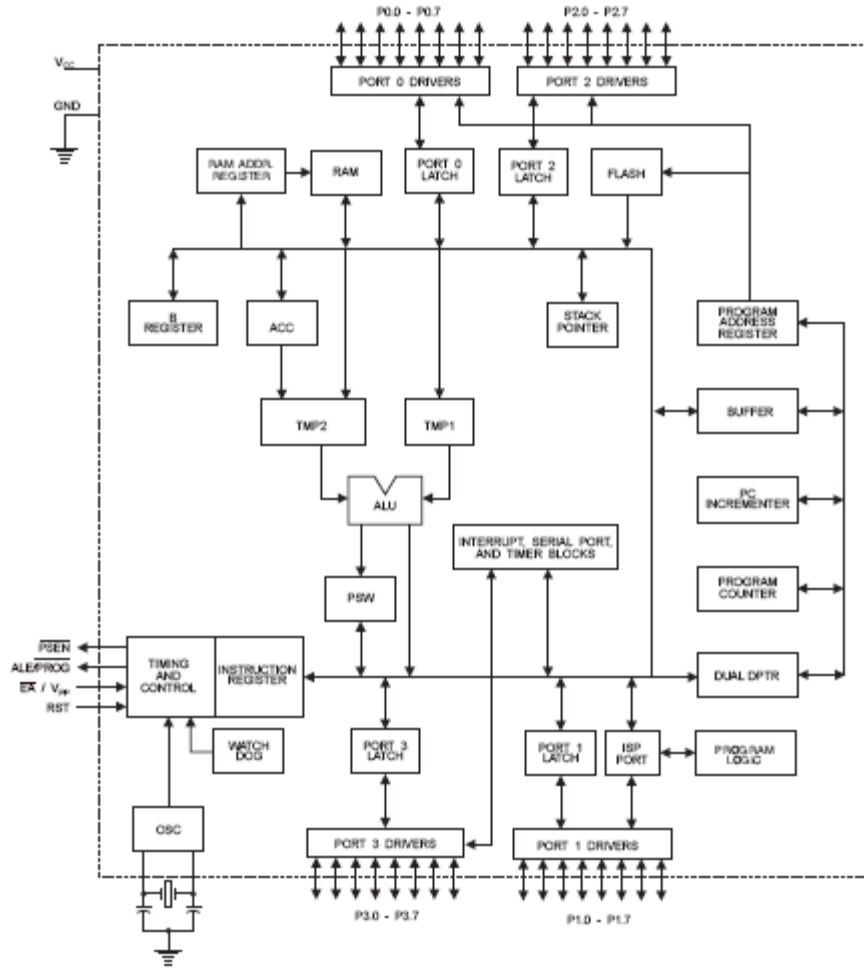 P0.0 - P0.7
P2.0 - P2.7
VCC
PORT 0 DRIVERS
PORT 2 DRIVERS
GND
RAM ADDR.
REGISTER
RAM
PORT 0
LATCH
PORT 2
LATCH
FLASH
B
REGISTER
ACC
STACK
POINTER
PROGRAM
ADDRESS
REGISTER
TMP2
TMP1
BUFFER
ALU
PC
INCREMENTER
INTERRUPT, SERIAL PORT,
AND TIMER BLOCKS
PSW
PROGRAM
COUNTER
PSEN
ALE/PROG
EA / VPP
RST
TIMING
AND
CONTROL
INSTRUCTION
REGISTER
DUAL DPTR
WATCH
DOG
PORT 3
LATCH
PORT 1
LATCH
ISP
PORT
PROGRAM
LOGIC
OSC
PORT 3 DRIVERS
PORT 1 DRIVERS
P3.0 - P3.7
P1.0 - P1.7